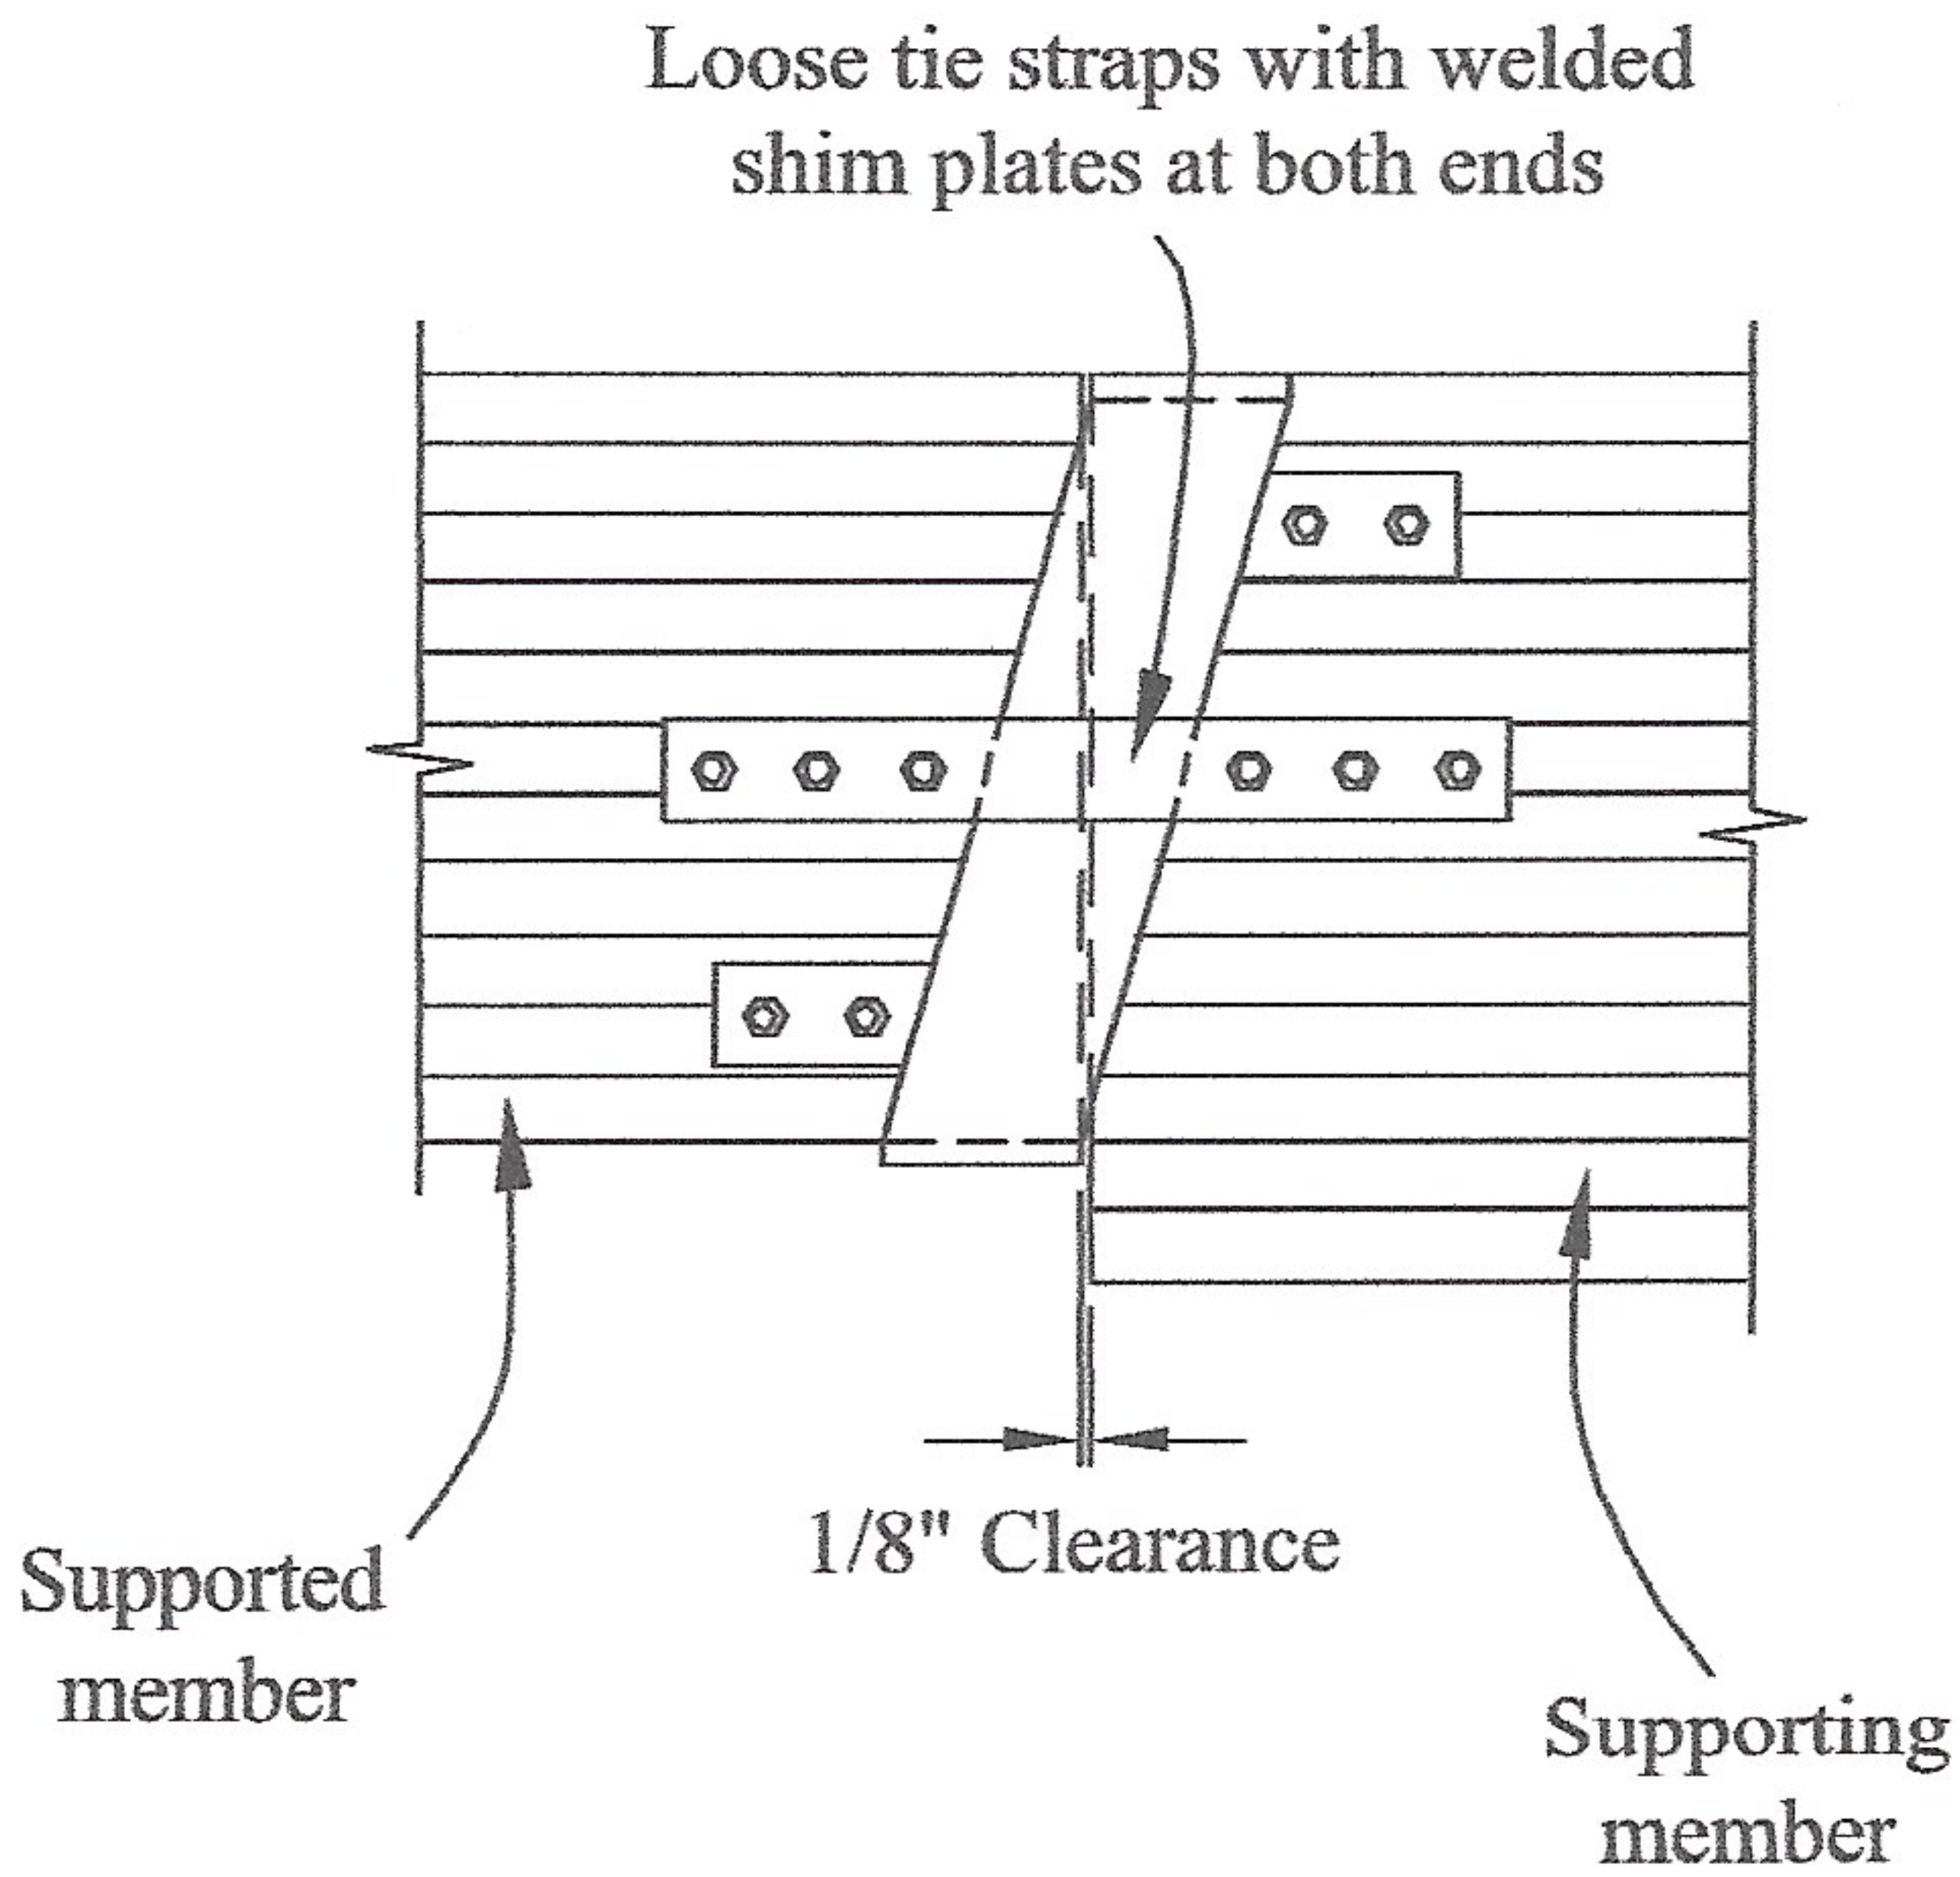 Loose tie straps with welded
shim plates at both ends
1/8" Clearance
Supported
member
Supporting
member